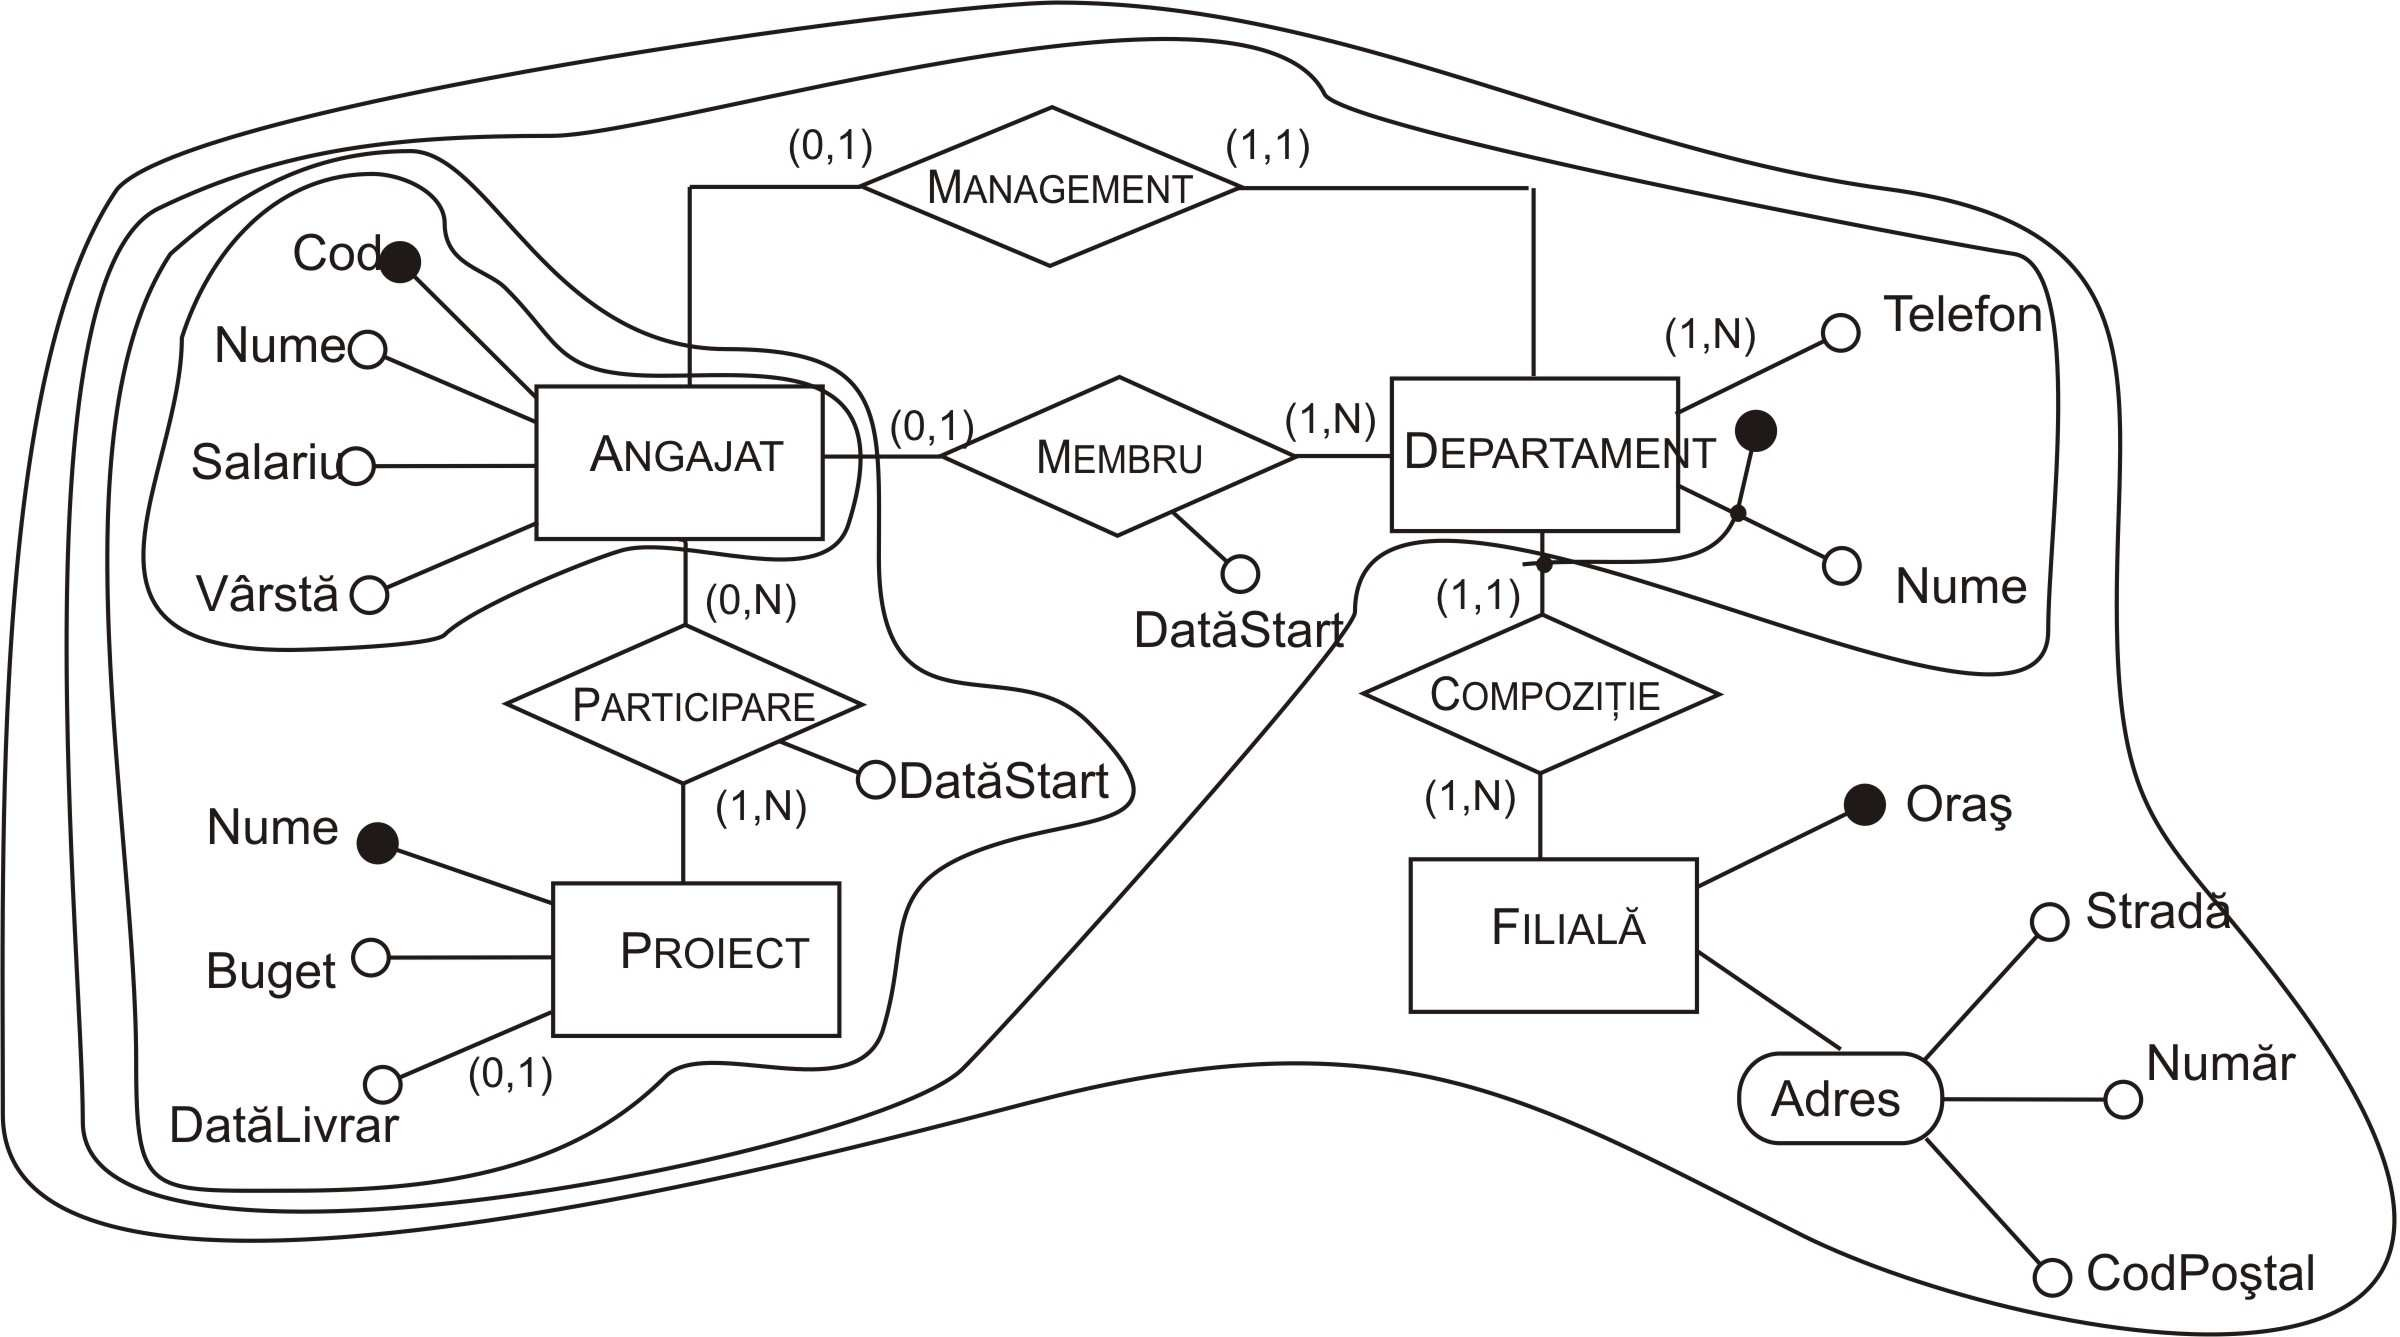 (0,1)
(1,1)
MANAGEMENT
Cod
Nume
Salariu
Vârstă
ANGAJAT
(0,1)
MEMBRU
(1,N)
DEPARTAMENT
(1,N)
Telefon
Nume
DatăStart
(0,N)
PARTICIPARE
DatăStart
(1,N)
(1,1)
COMPOZIŢIE
(1,N)
Nume
Buget
DatăLivrar
(0,1)
PROIECT
FILIALĂ
Oraş
Stradă
Număr
Adres
CodPoştal